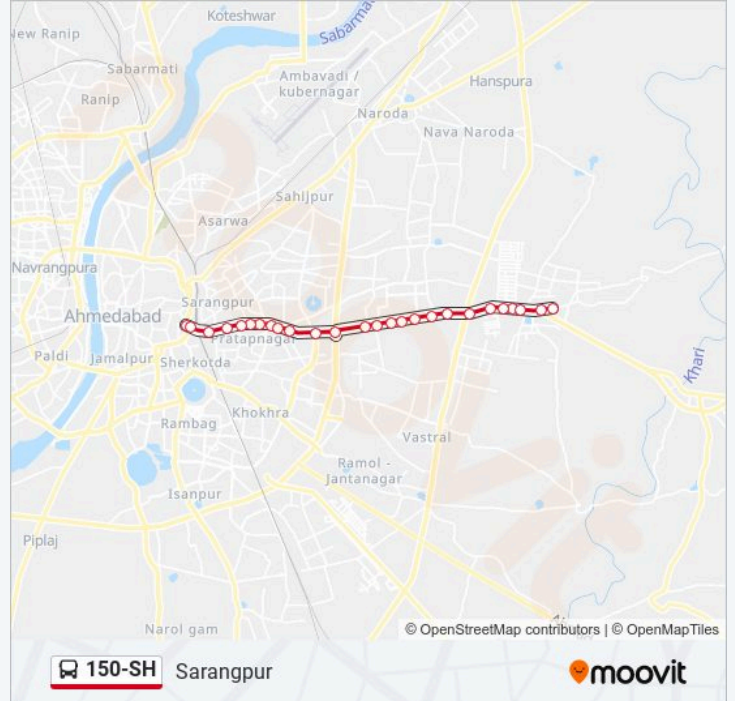 Koteshwar
New Ranip
Sabarma
Sabarmati
Ambavadi /
kubernagar
Hanspura
Ranip
Naroda
Nava Naroda
Sahijpur
Asarwa
Navrangpura
Sarangpur
Ahmedabad
Pratapnagar
Paldi
Jamalpur
Sherkotda
Khari
Khokhra
Rambag
Vastral
Ramol -
Jantanagar
Isanpur
Piplaj
Narol gam
© OpenStreetMap contributors | © OpenMapTiles
150-SH
Sarangpur
moovit